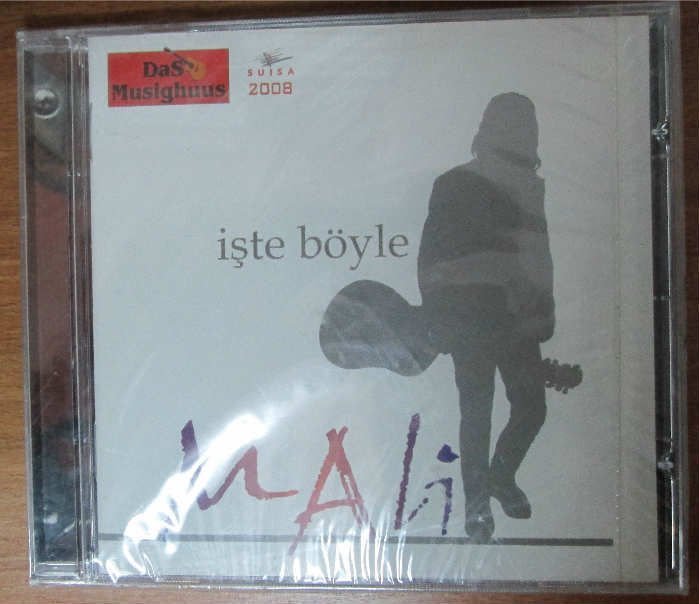 DaS
Musighuus
SUISA
2008
işte böyle
MAli